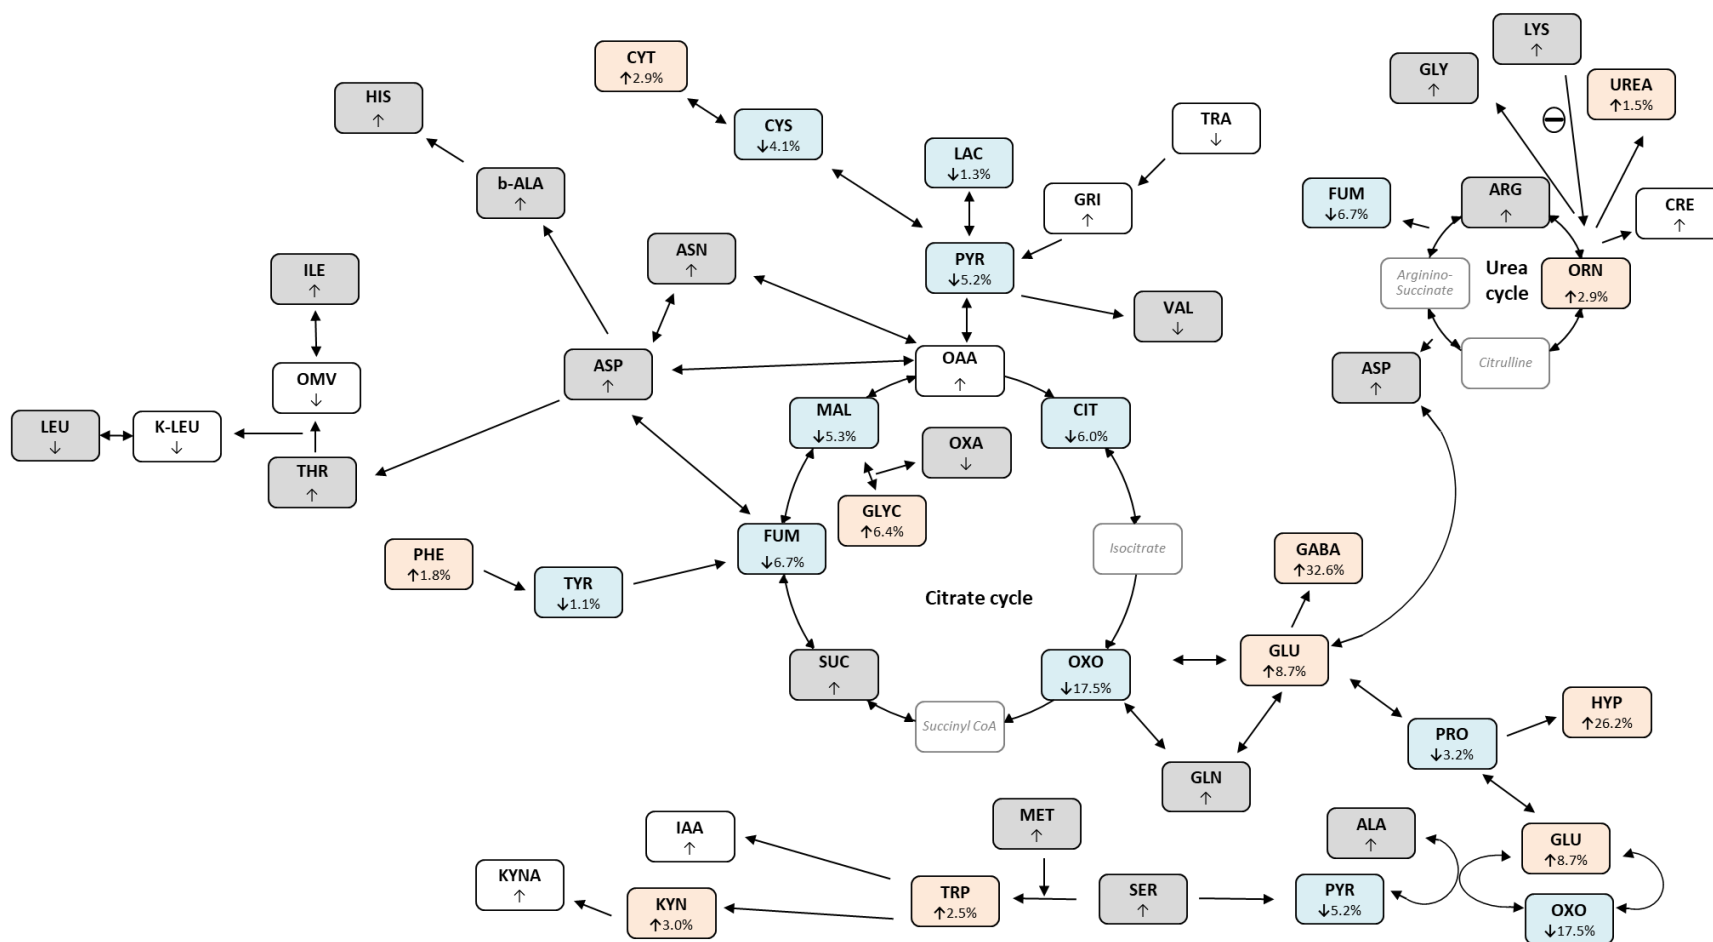 LYS
↑
CYT
↑2.9%
GLY
↑
UREA
↑1.5%
HIS
↑
CYS
↓4.1%
TRA
↓
LAC
↓1.3%
b-ALA
↑
GRI
↑
FUM
↓6.7%
ARG
↑
CRE
↑
ASN
↑
PYR
↓5.2%
ILE
↑
VAL
↓
Arginino-
Succinate
Urea
cycle
ORN
↑2.9%
ASP
↑
OAA
↑
Citrulline
ASP
↑
OMV
↓
MAL
↓5.3%
CIT
↓6.0%
LEU
↓
K-LEU
↓
OXA
↓
THR
↑
GLYC
↑6.4%
FUM
↓6.7%
Isocitrate
PHE
↑1.8%
TYR
↓1.1%
GABA
↑32.6%
Citrate cycle
SUC
↑
OXO
↓17.5%
GLU
↑8.7%
Succinyl CoA
HYP
↑26.2%
PRO
↓3.2%
GLN
↑
MET
↑
IAA
↑
ALA
↑
GLU
↑8.7%
KYNA
↑
KYN
↑3.0%
TRP
↑2.5%
SER
↑
PYR
↓5.2%
OXO
↓17.5%